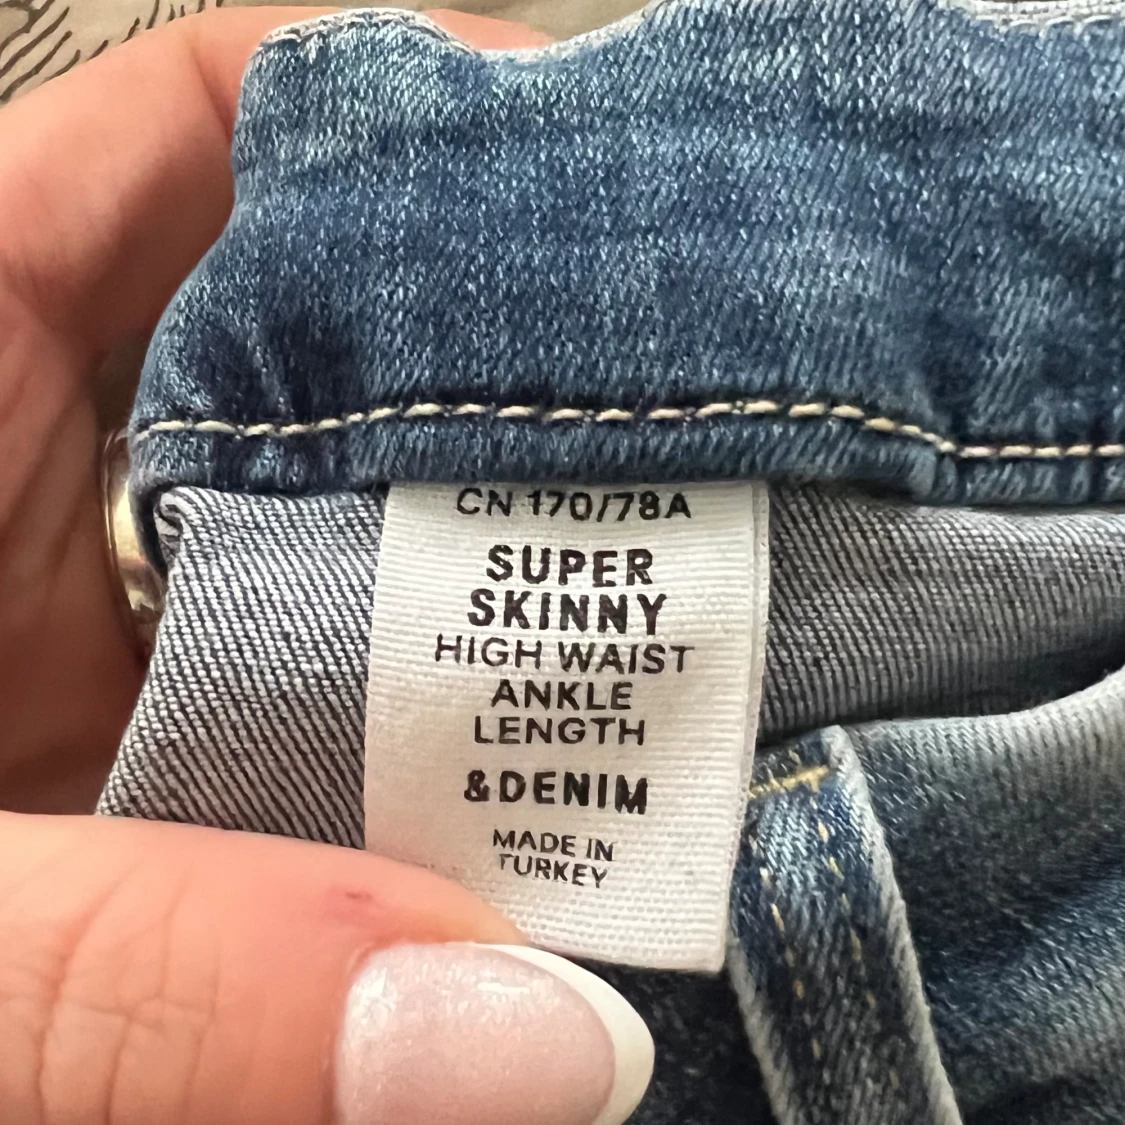 CN 170/78A
SUPER
SKINNY
HIGH WAIST
ANKLE
LENGTH
&DENIM
MADE IN
TURKEY